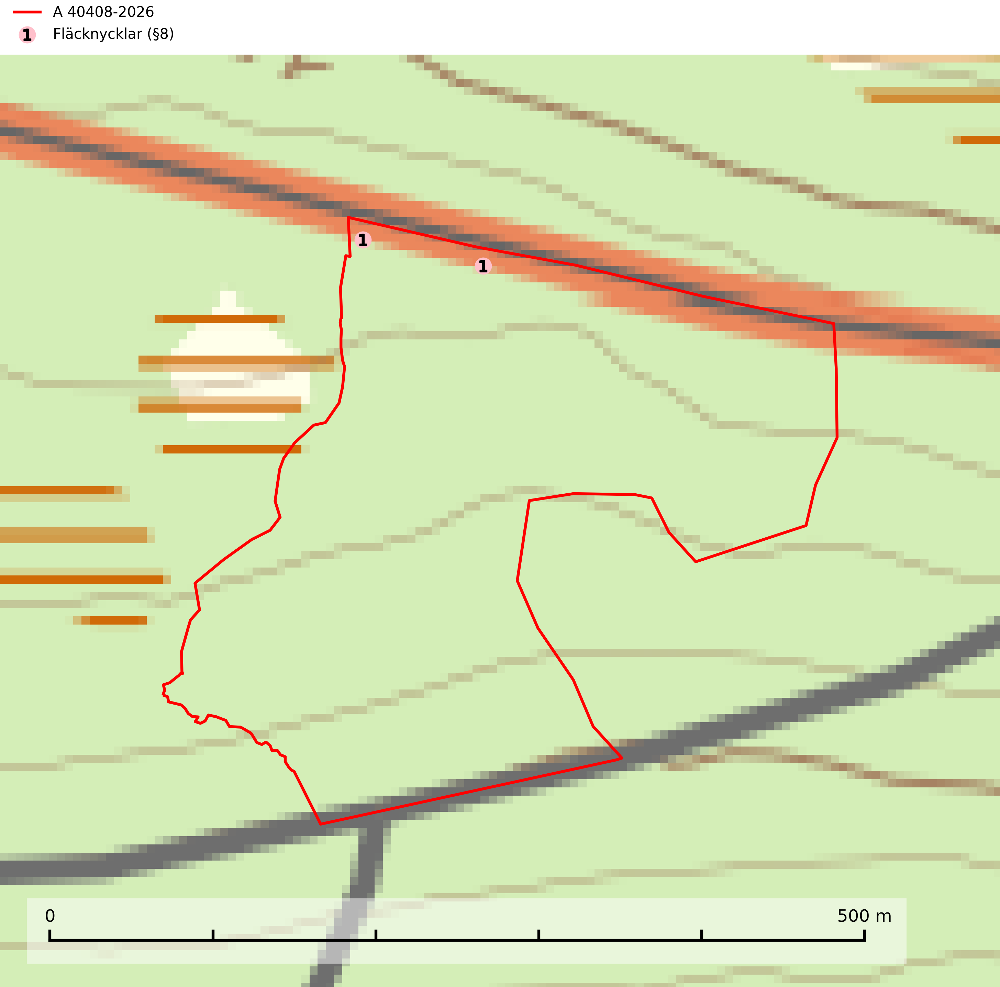 A 40408-2026
1 Fläcknycklar (§8)
1
1
0 500 m